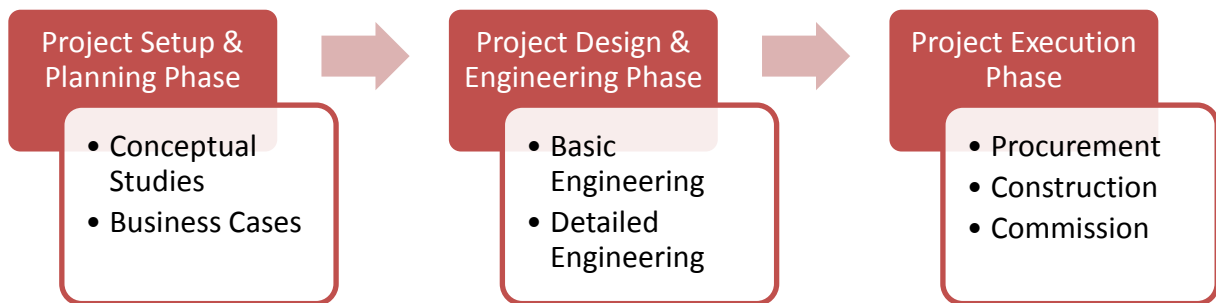 Project Setup &
Planning Phase
• Conceptual
Studies
• Business Cases
Project Design &
Engineering Phase
• Basic
Engineering
• Detailed
Engineering
Project Execution
Phase
• Procurement
• Construction
• Commission